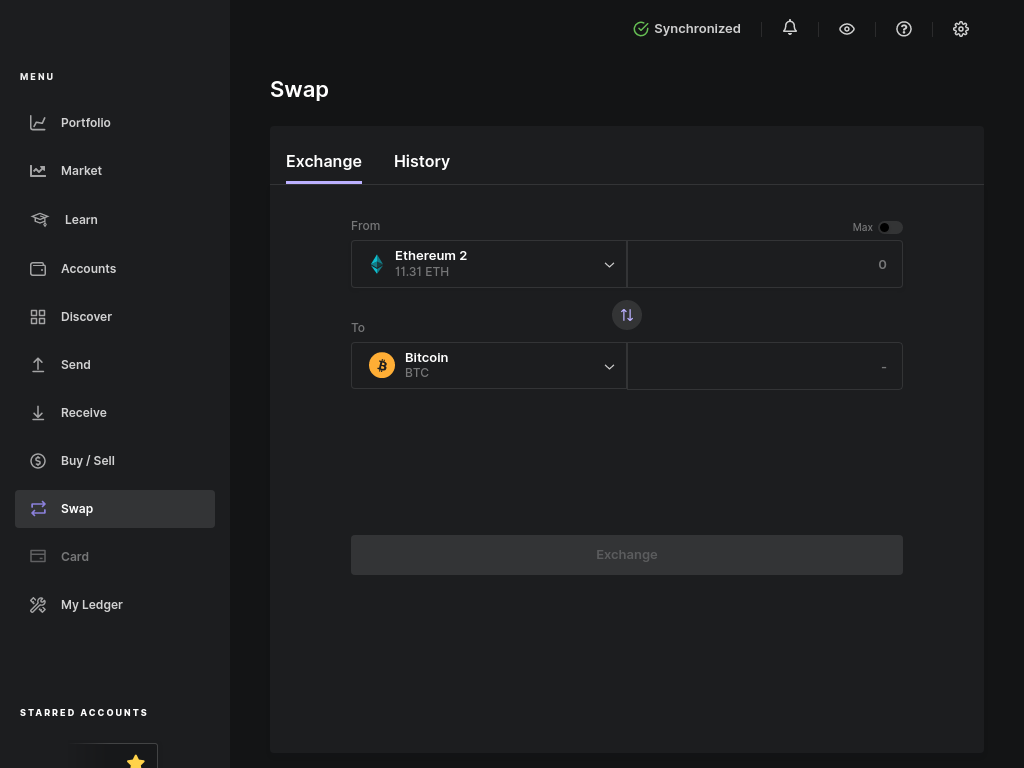 Synchronized
MENU
Portfolio
Market
Learn
Accounts
Discover
Send
Receive
Buy / Sell
Swap
Card
My Ledger
STARRED ACCOUNTS
Swap
Exchange
History
From
Max
Ethereum 2
11.31 ETH
0
To
Bitcoin
BTC
-
Exchange